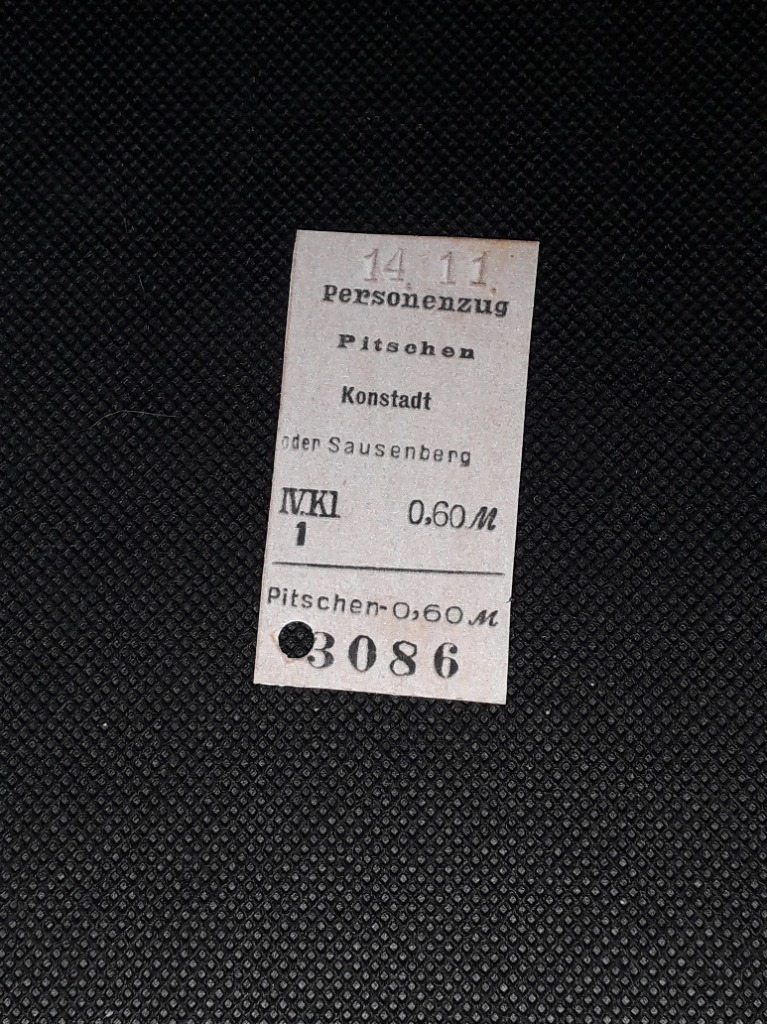 14. 11.
Personenzug
Pitschen
Konstadt
oder Sausenberg
IV.Kl 0,60 M
1
Pitschen-0,60 M
3086